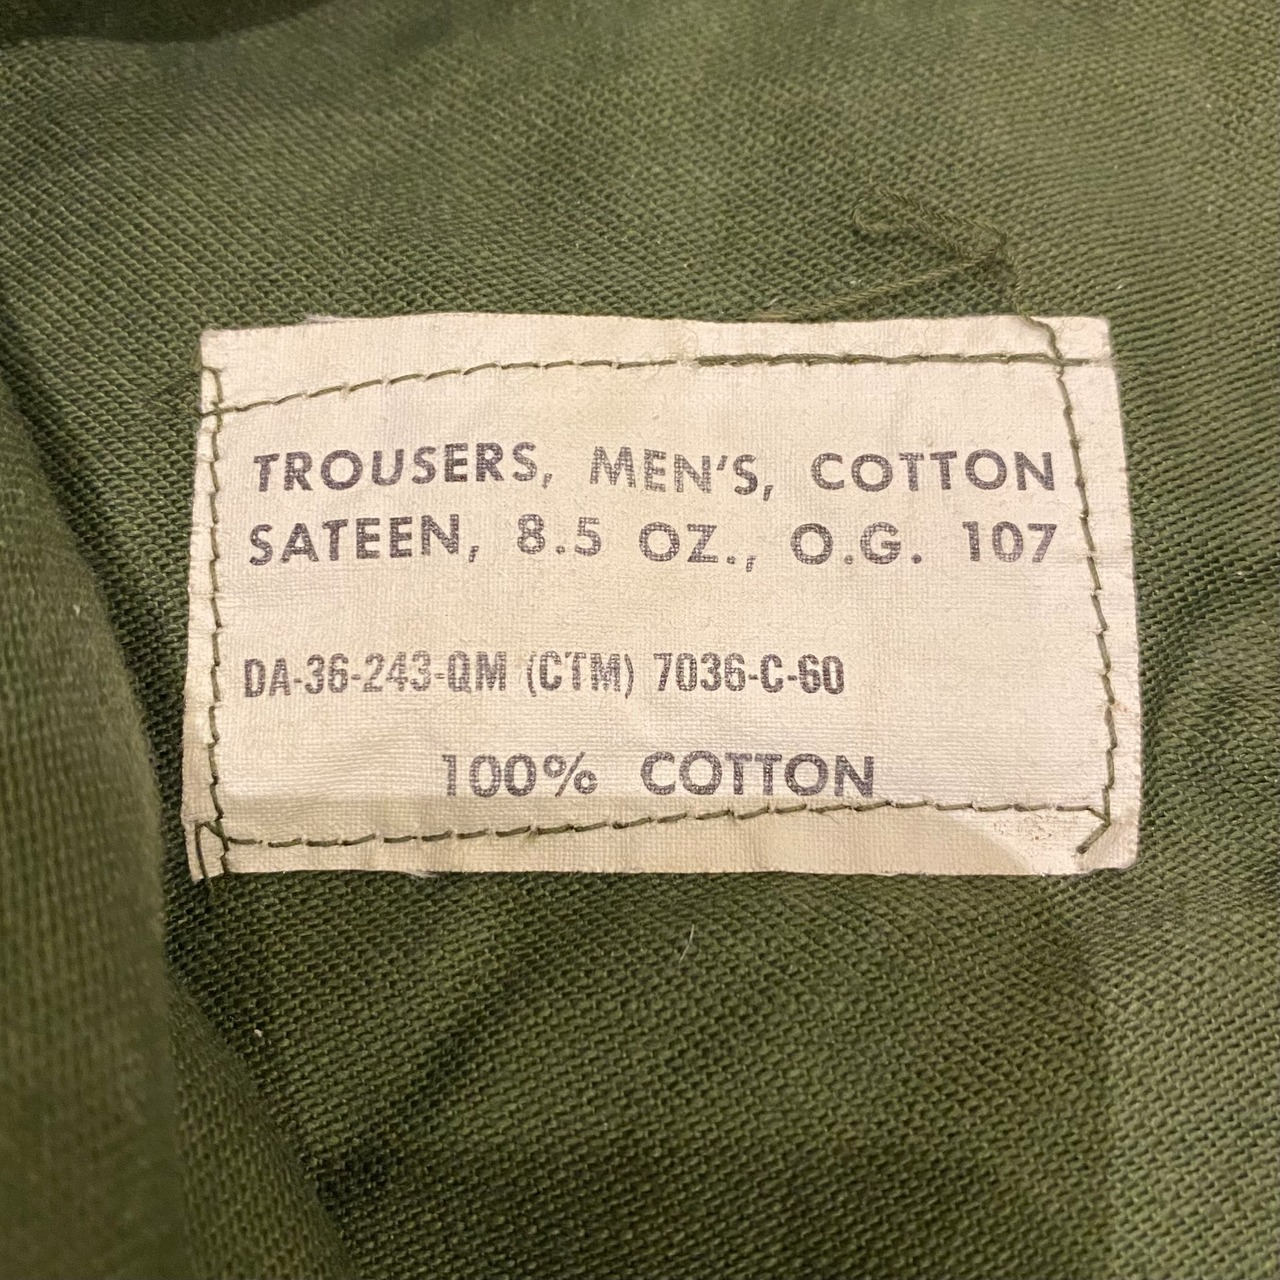 TROUSERS, MEN'S, COTTON
SATEEN, 8.5 OZ., O.G. 107
DA-36-243-QM (CTM) 7036-C-60
100% COTTON